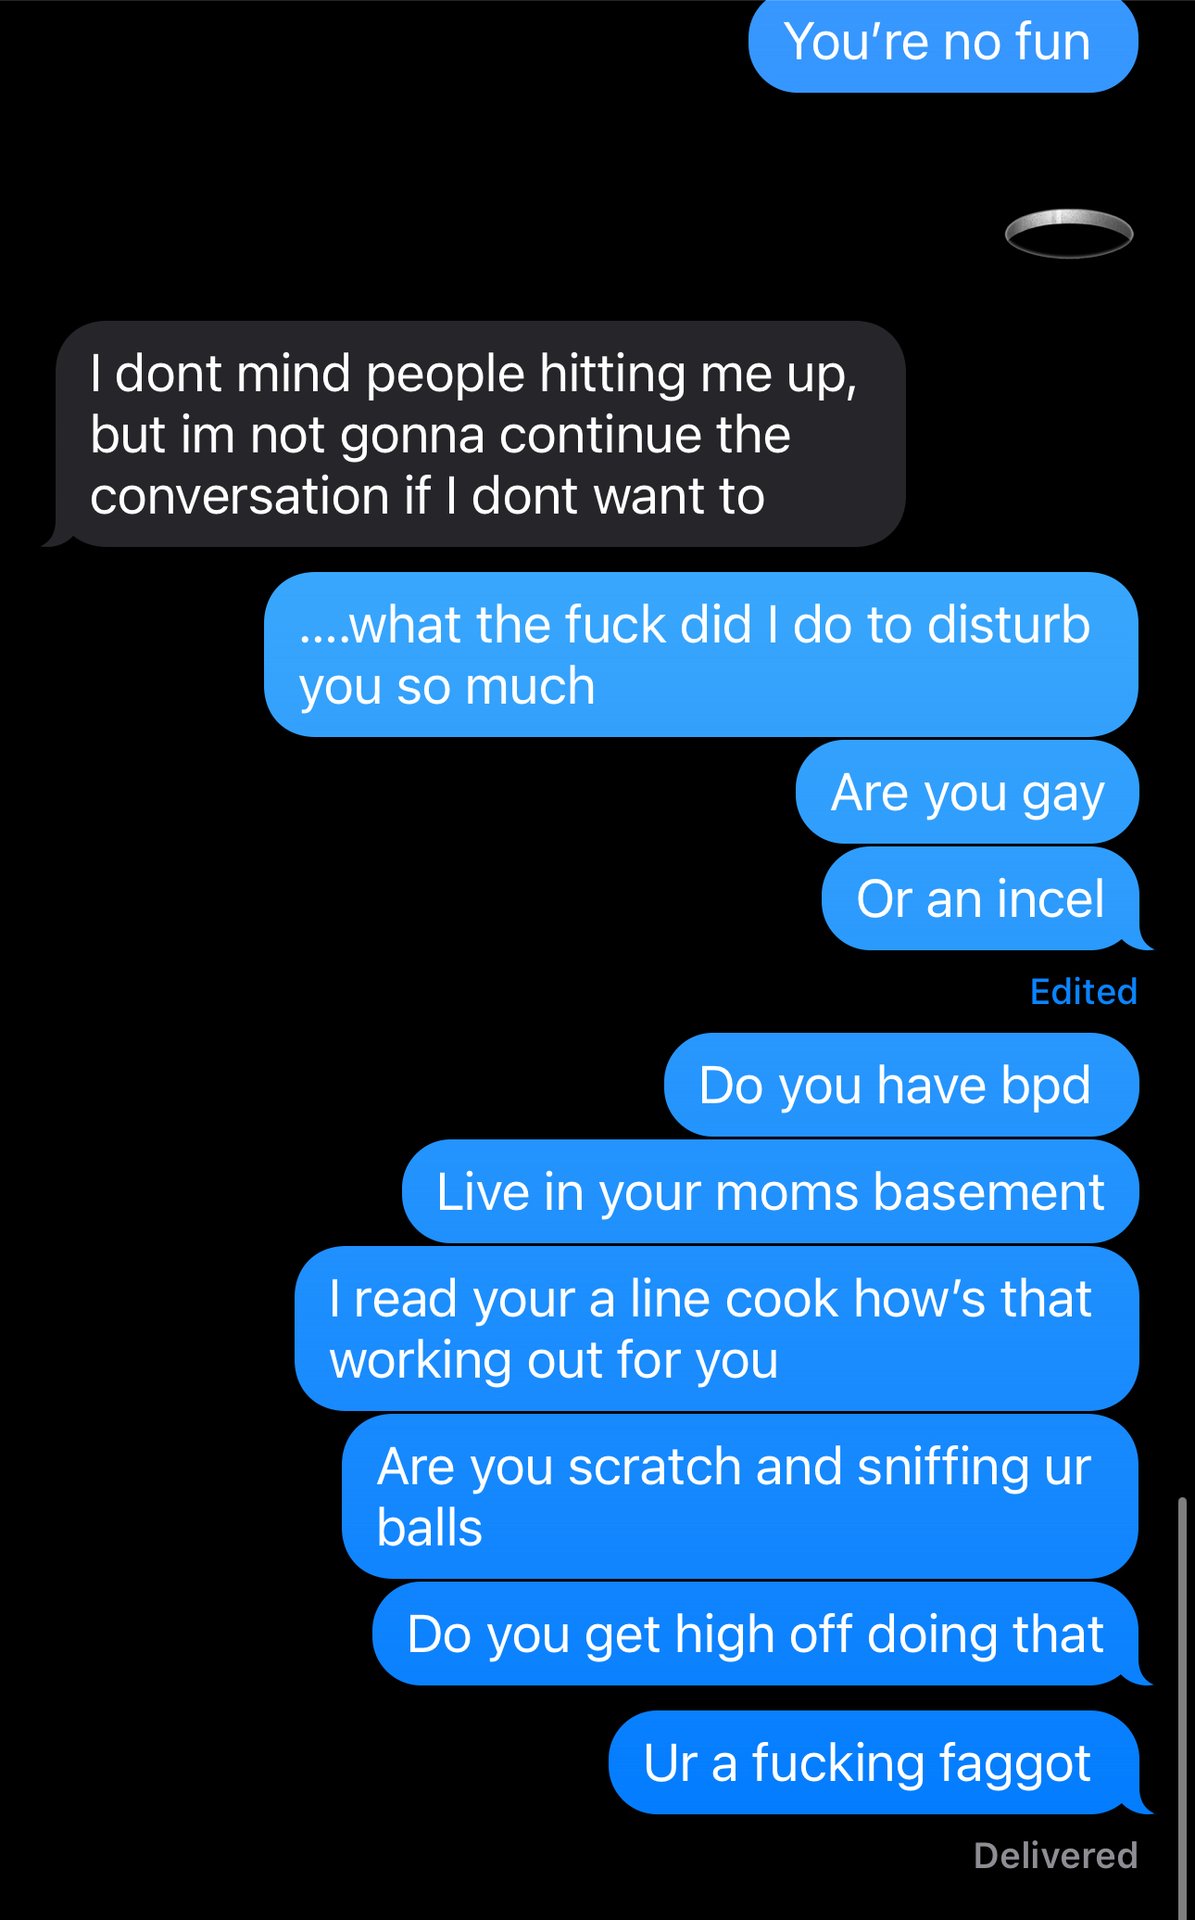 You're no fun
I dont mind people hitting me up,
but im not gonna continue the
conversation if I dont want to
....what the fuck did I do to disturb
you so much
Are you gay
Or an incel
Edited
Do you have bpd
Live in your moms basement
I read your a line cook how's that
working out for you
Are you scratch and sniffing ur
balls
Do you get high off doing that
Ur a fucking faggot
Delivered